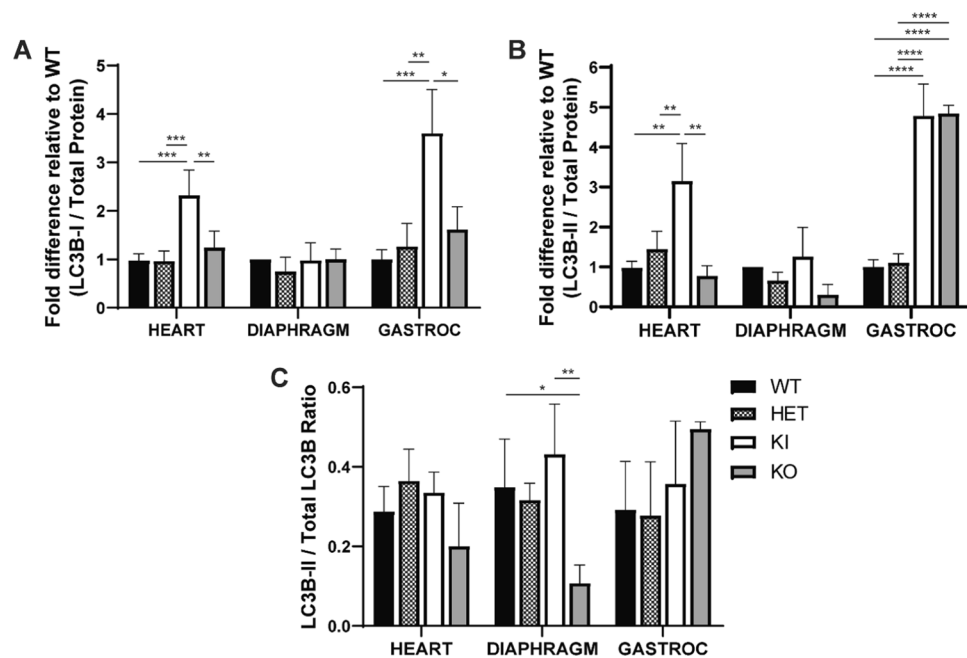 A
Fold difference relative to WT
(LC3B-I / Total Protein)
5
4
3
2
1
0
***
***
**
**
***
*
HEART
DIAPHRAGM
GASTROC
B
Fold difference relative to WT
(LC3B-II / Total Protein)
6
5
4
3
2
1
0
**
**
**
****
****
****
****
HEART
DIAPHRAGM
GASTROC
C
LC3B-II / Total LC3B Ratio
0.6
0.4
0.2
0.0
**
*
HEART
DIAPHRAGM
GASTROC
WT
HET
KI
KO